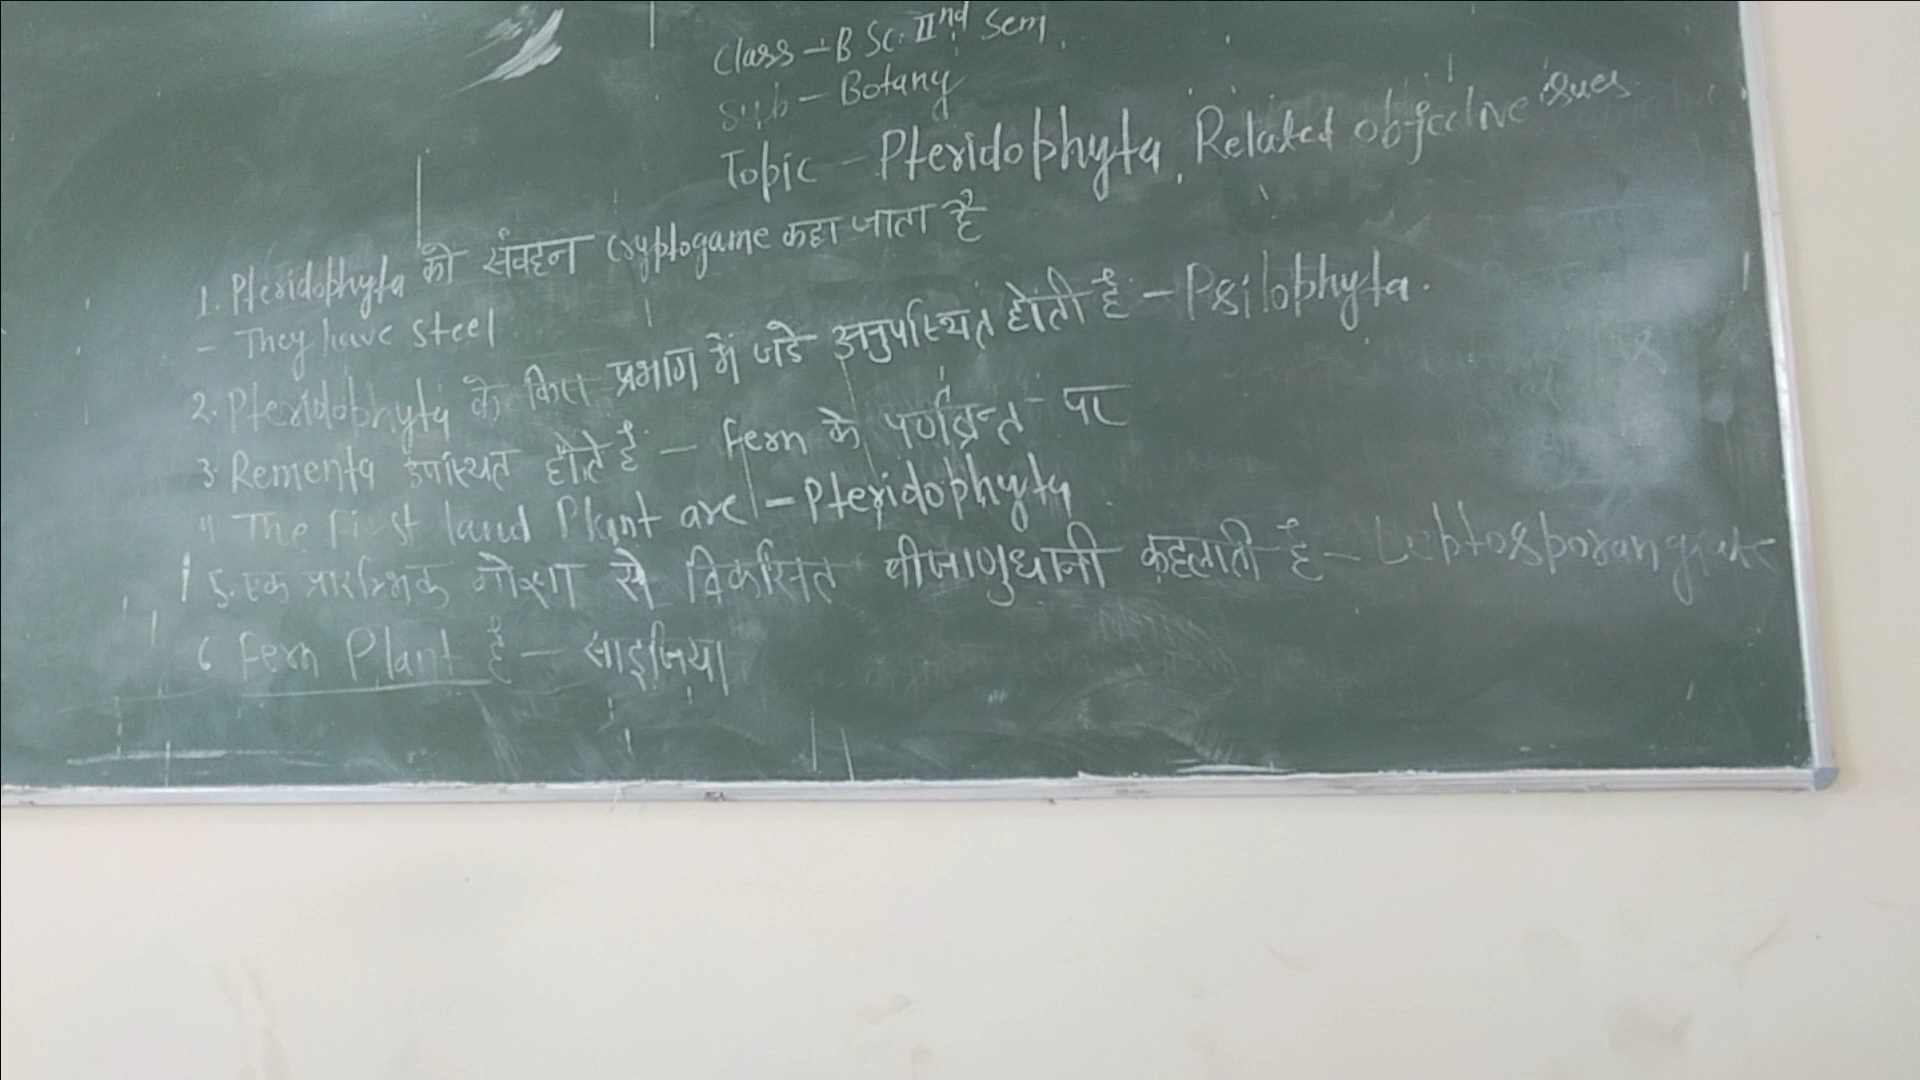 Class - B.Sc. IInd Sem.
Sub - Botany
Topic - Pteridophyta, Related objective Ques.
1. Pteridophyta को संवहन Cryptogame कहा जाता है
- They have steel
2. Pteridophyta के किस प्रभाग में जडे अनुपस्थित होती है - Psilophyta.
3 Rementa उपस्थित होते है - Fern के पर्णव्रन्त पर
4 The First land Plant are - Pteridophyta
5. एक प्रारम्भिक कोशा से विकसित बीजाणुधानी कहलाती है - Leptosporangiate
6 Fern Plant है - साइजिया